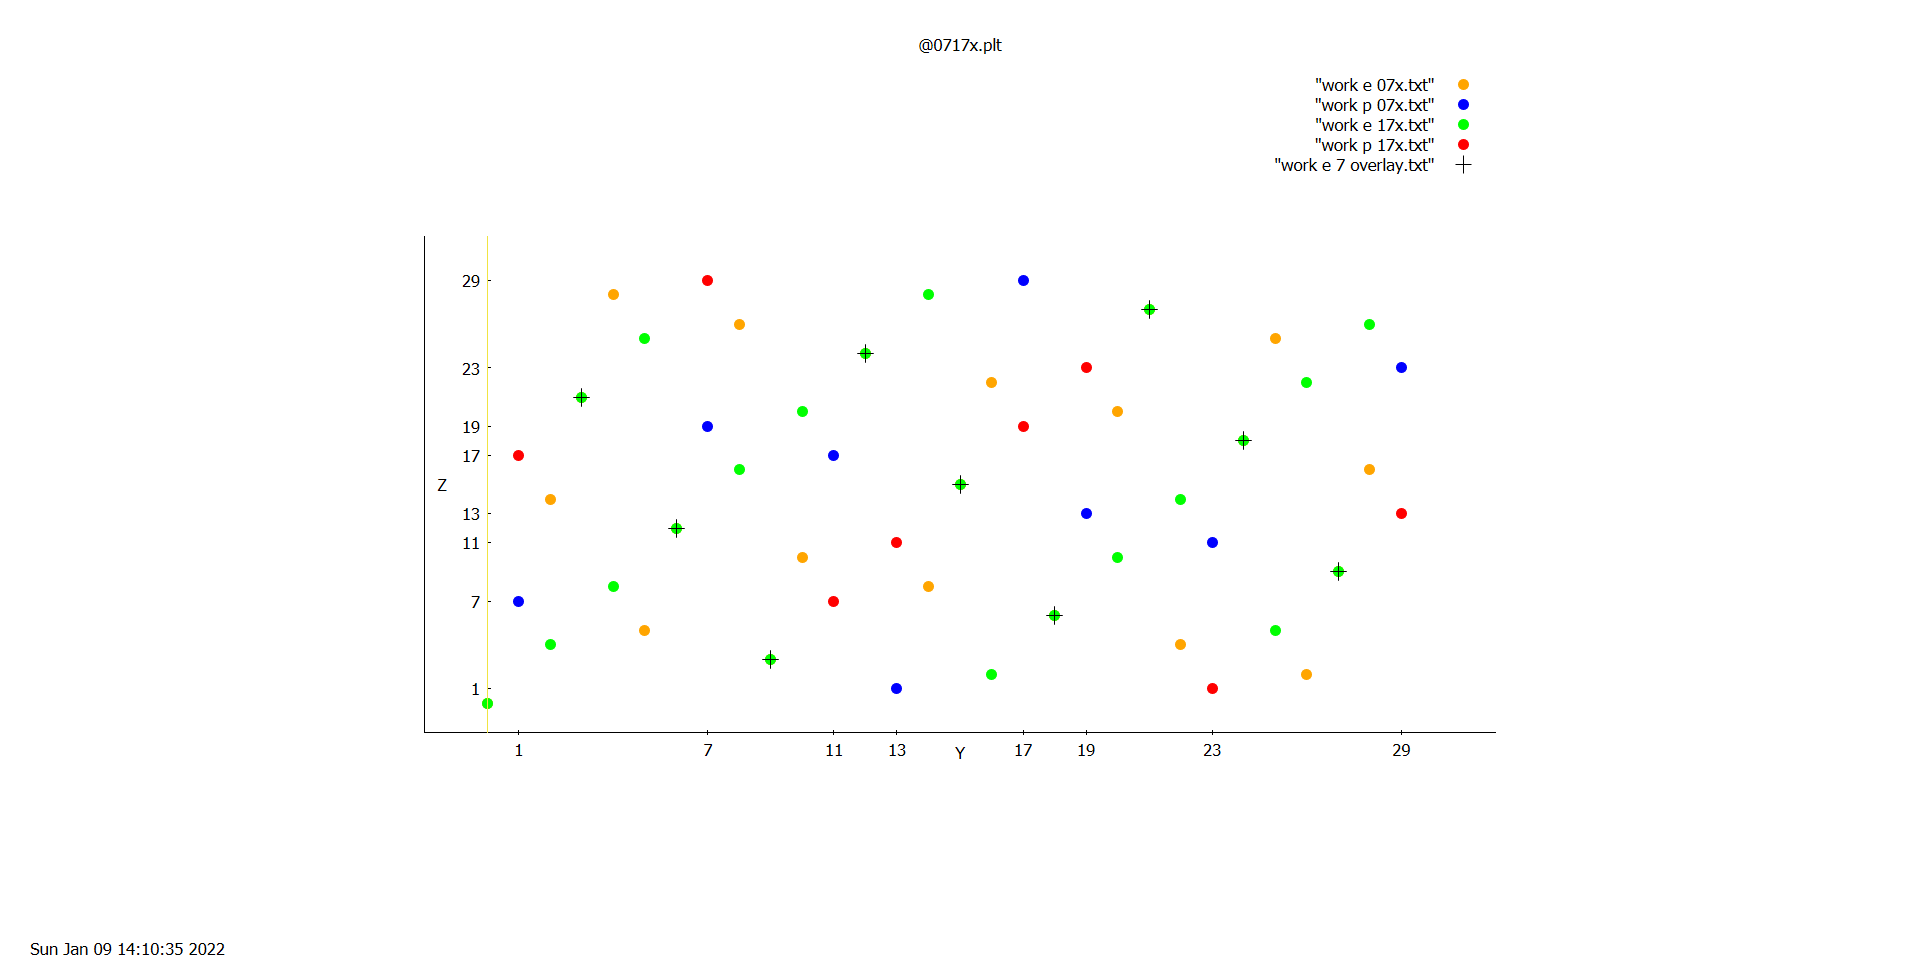 @0717x.plt
"work e 07x.txt"
"work p 07x.txt"
"work e 17x.txt"
"work p 17x.txt"
"work e 7 overlay.txt"
29
23
19
17
Z
13
11
7
1
1 7 11 13 Y 17 19 23 29
Sun Jan 09 14:10:35 2022